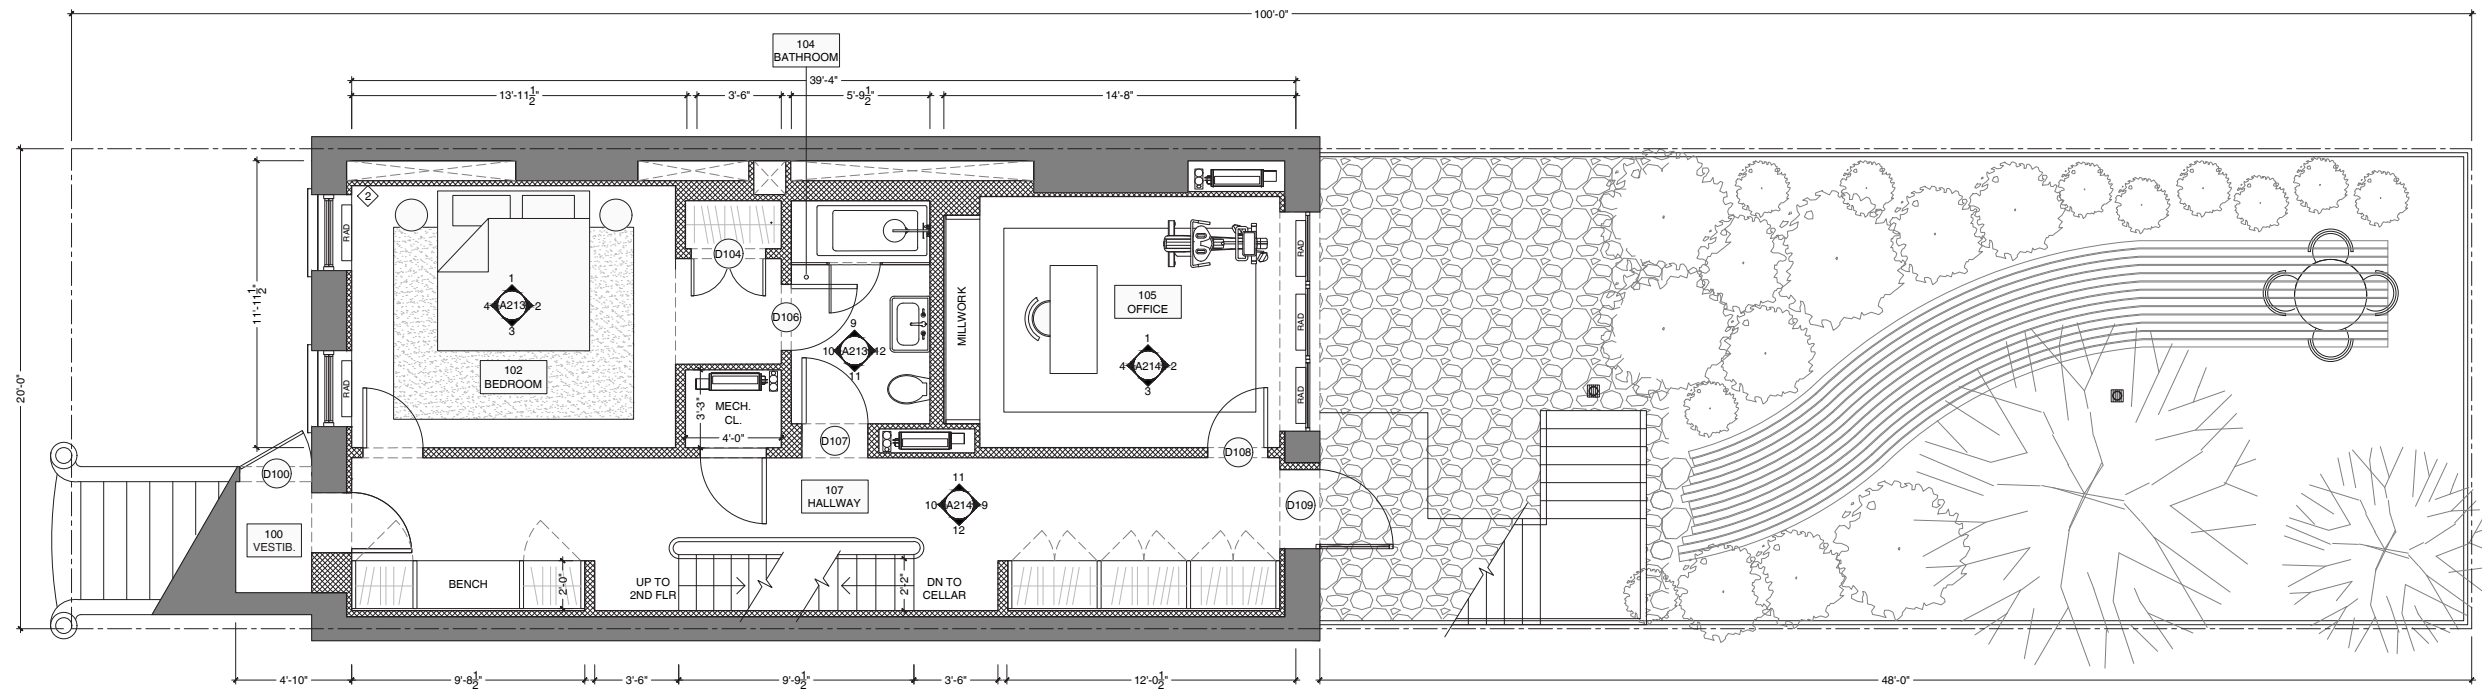 100'-0"
104
BATHROOM
39'-4"
13'-11 1/2"
3'-6"
5'-9 1/2"
14'-8"
20'-0"
11'-11 1/2"
2
RAD
RAD
1
4 A213 2
3
102
BEDROOM
D104
D106
9
10 A213 12
11
MILLWORK
105
OFFICE
1
4 A214 2
3
RAD
RAD
RAD
3'-3"
MECH.
CL.
4'-0"
D107
D108
D100
107
HALLWAY
11
10 A214 9
12
D109
100
VESTIB.
BENCH
2'-0"
UP TO
2ND FLR
2'-2"
DN TO
CELLAR
4'-10"
9'-8 1/2"
3'-6"
9'-9 1/2"
3'-6"
12'-0 1/2"
48'-0"